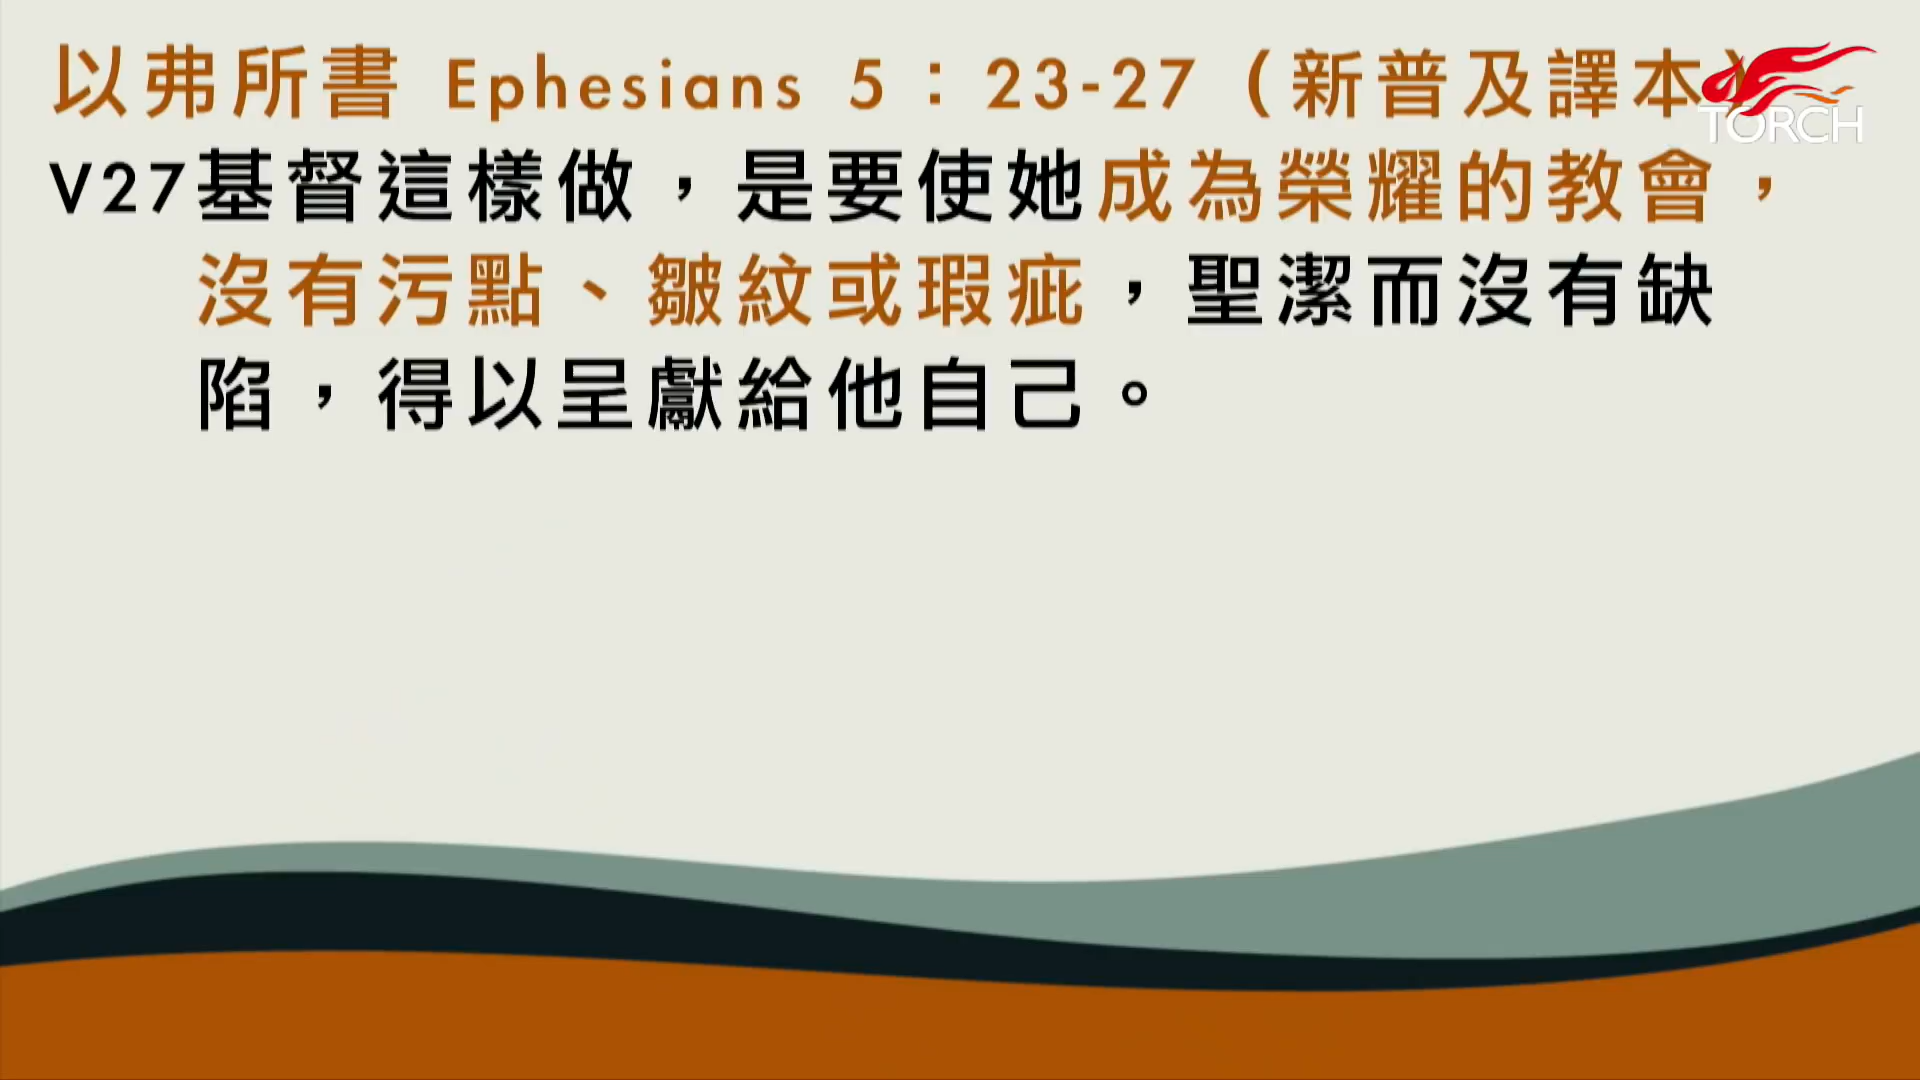 以弗所書 Ephesians 5：23-27（新普及譯本）
TORCH
V27基督這樣做，是要使她成為榮耀的教會，
沒有污點、皺紋或瑕疵，聖潔而沒有缺
陷，得以呈獻給他自己。